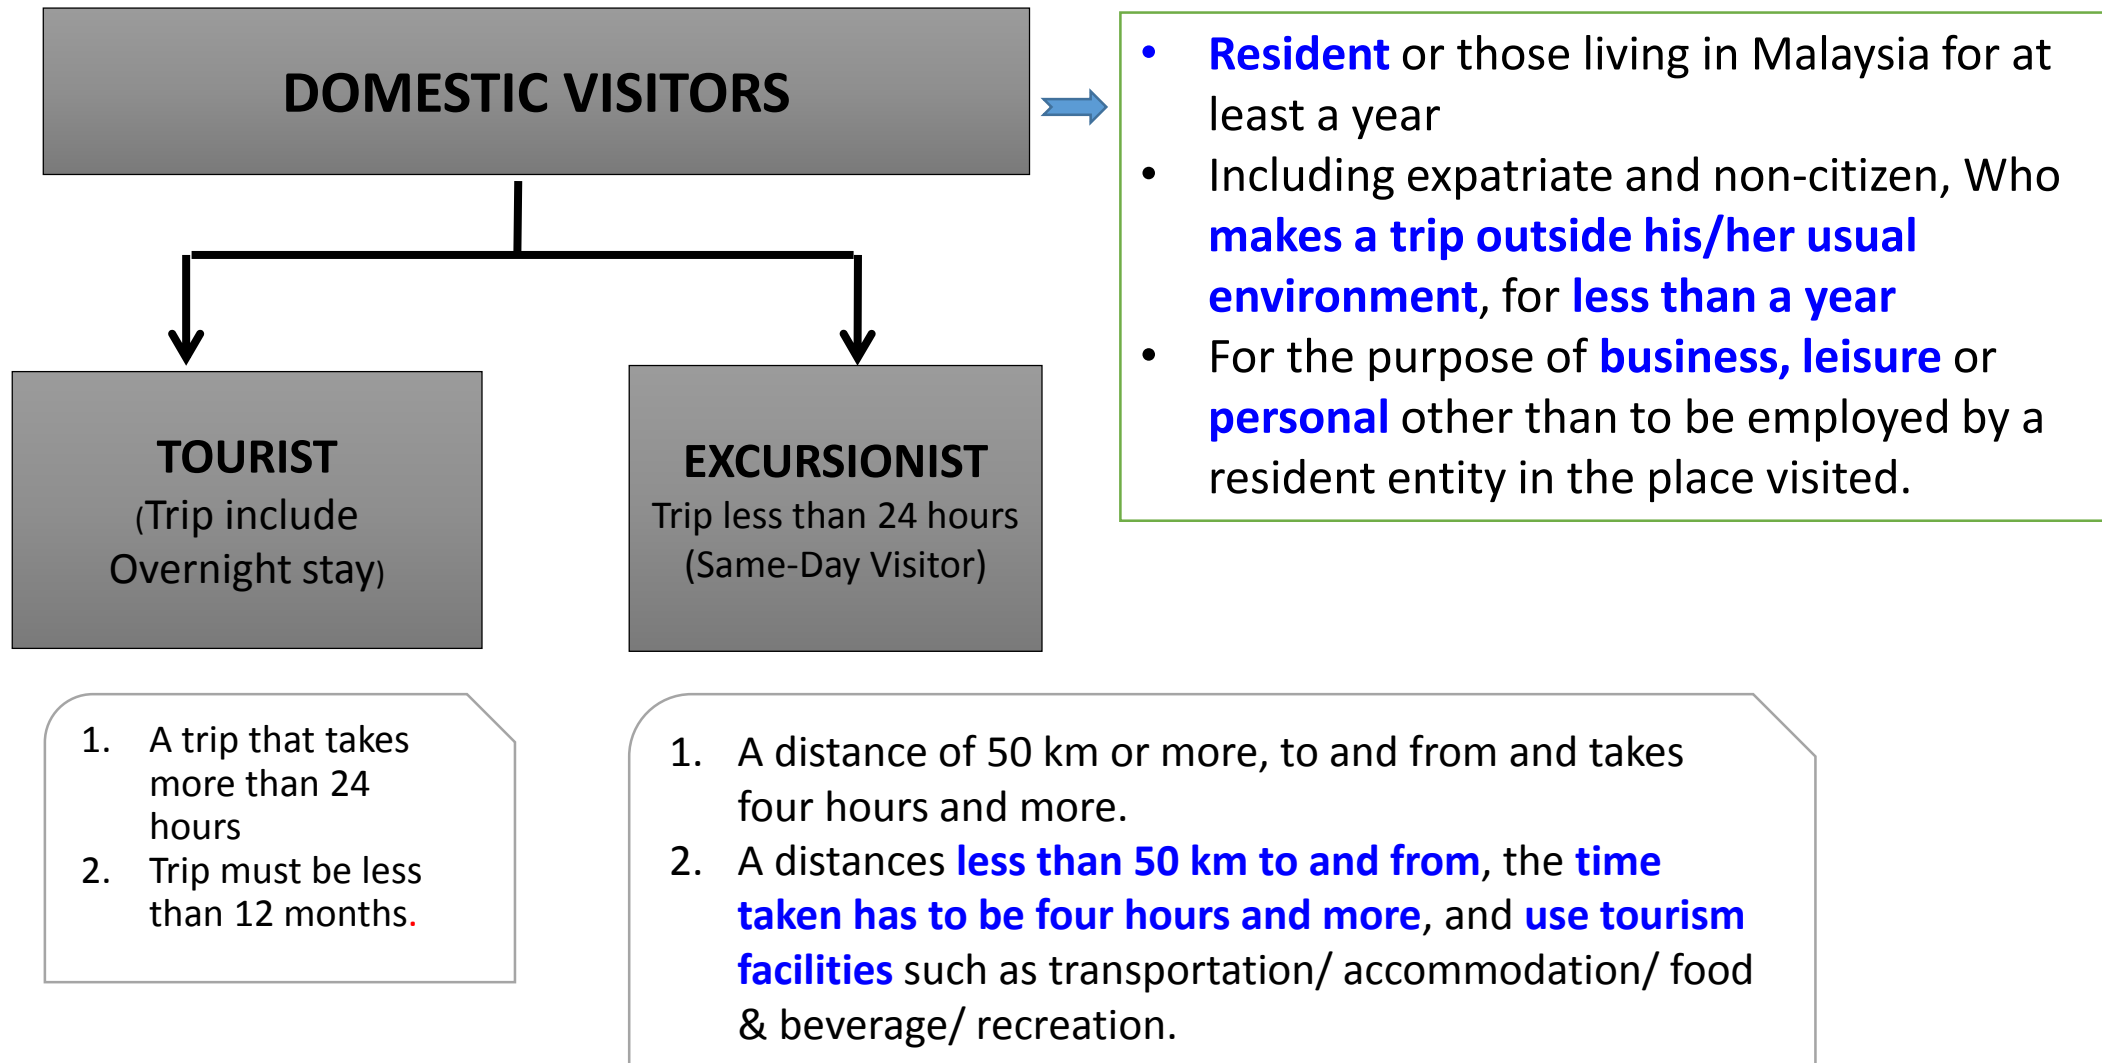 DOMESTIC VISITORS
• Resident or those living in Malaysia for at
least a year
• Including expatriate and non-citizen, Who
makes a trip outside his/her usual
environment, for less than a year
• For the purpose of business, leisure or
personal other than to be employed by a
resident entity in the place visited.
TOURIST
(Trip include
Overnight stay)
EXCURSIONIST
Trip less than 24 hours
(Same-Day Visitor)
1. A trip that takes
more than 24
hours
2. Trip must be less
than 12 months.
1. A distance of 50 km or more, to and from and takes
four hours and more.
2. A distances less than 50 km to and from, the time
taken has to be four hours and more, and use tourism
facilities such as transportation/ accommodation/ food
& beverage/ recreation.